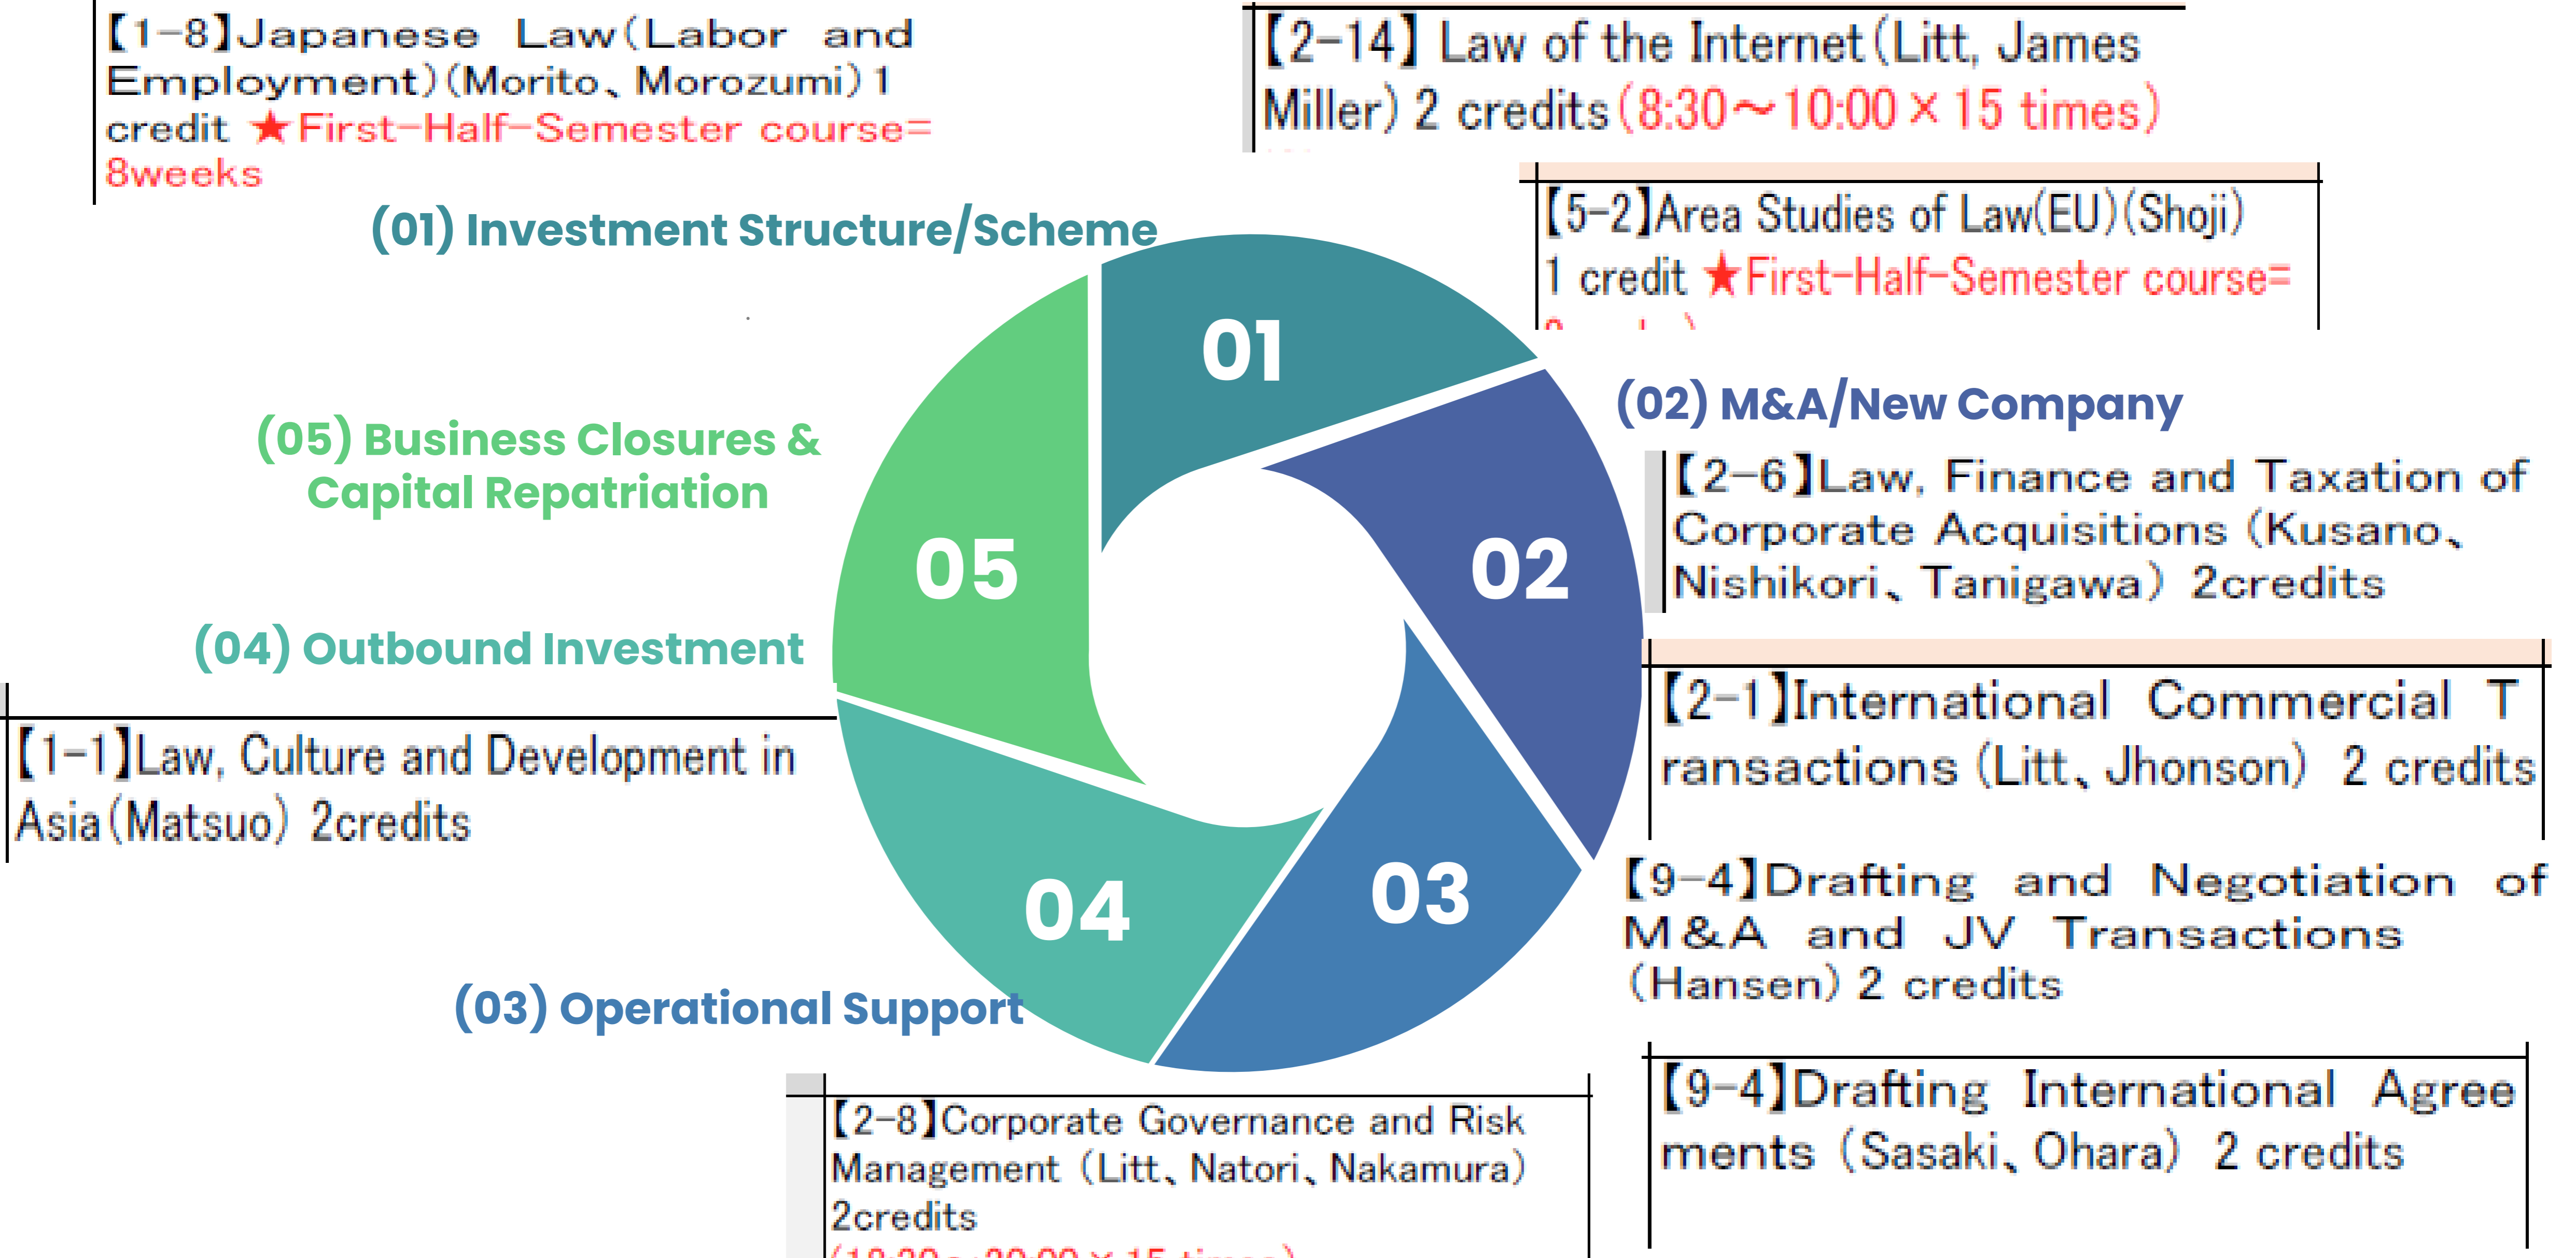 【1-8】Japanese Law(Labor and
Employment)(Morito、Morozumi)1
credit ★First-Half-Semester course=
8weeks
【2-14】 Law of the Internet(Litt, James
Miller) 2 credits(8:30～10:00×15 times)
【5-2】Area Studies of Law(EU)(Shoji)
1 credit ★First-Half-Semester course=
(01) Investment Structure/Scheme
01
(02) M&A/New Company
02
【2-6】Law, Finance and Taxation of
Corporate Acquisitions (Kusano、
Nishikori、Tanigawa) 2credits
【2-1】International Commercial T
ransactions (Litt、Jhonson) 2 credits
【9-4】Drafting and Negotiation of
M&A and JV Transactions
(Hansen) 2 credits
【9-4】Drafting International Agree
ments (Sasaki、Ohara) 2 credits
03
(03) Operational Support
【2-8】Corporate Governance and Risk
Management (Litt、Natori、Nakamura)
2credits
04
(04) Outbound Investment
【1-1】Law, Culture and Development in
Asia(Matsuo) 2credits
05
(05) Business Closures &
Capital Repatriation